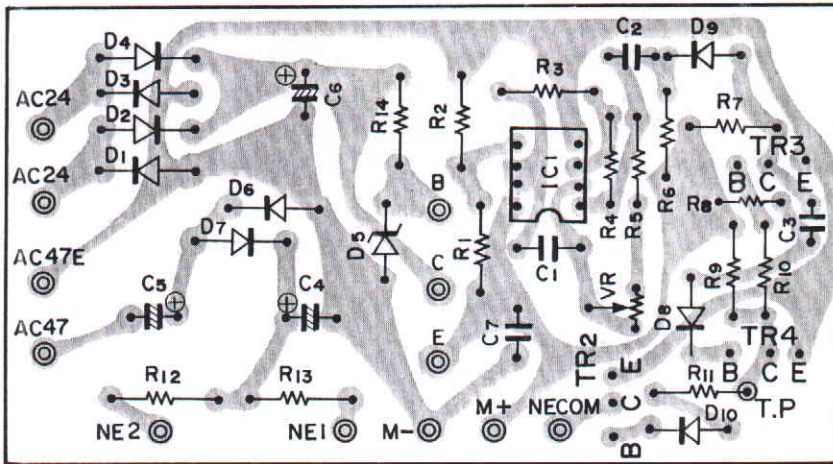 D4
C2
D9
D3
C6
R3
AC24
R14
R2
R7
D2
IC1
TR3
D1
R4
R5
R6
B C E
AC24
D6
B
R8
C3
D7
D5
R1
C1
R9
R10
AC47E
C5
C4
C
VR
D8
AC47
E
C7
TR2
TR4
E
B C E
R12
R13
R11
C
T.P
NE2
NE1
M-
M+
NECOM
D10
B